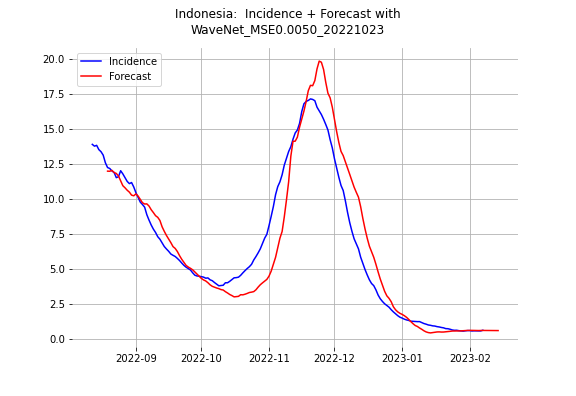 Indonesia:  Incidence + Forecast with
WaveNet_MSE0.0050_20221023
Incidence
Forecast
20.0
17.5
15.0
12.5
10.0
7.5
5.0
2.5
0.0
2022-09 2022-10 2022-11 2022-12 2023-01 2023-02